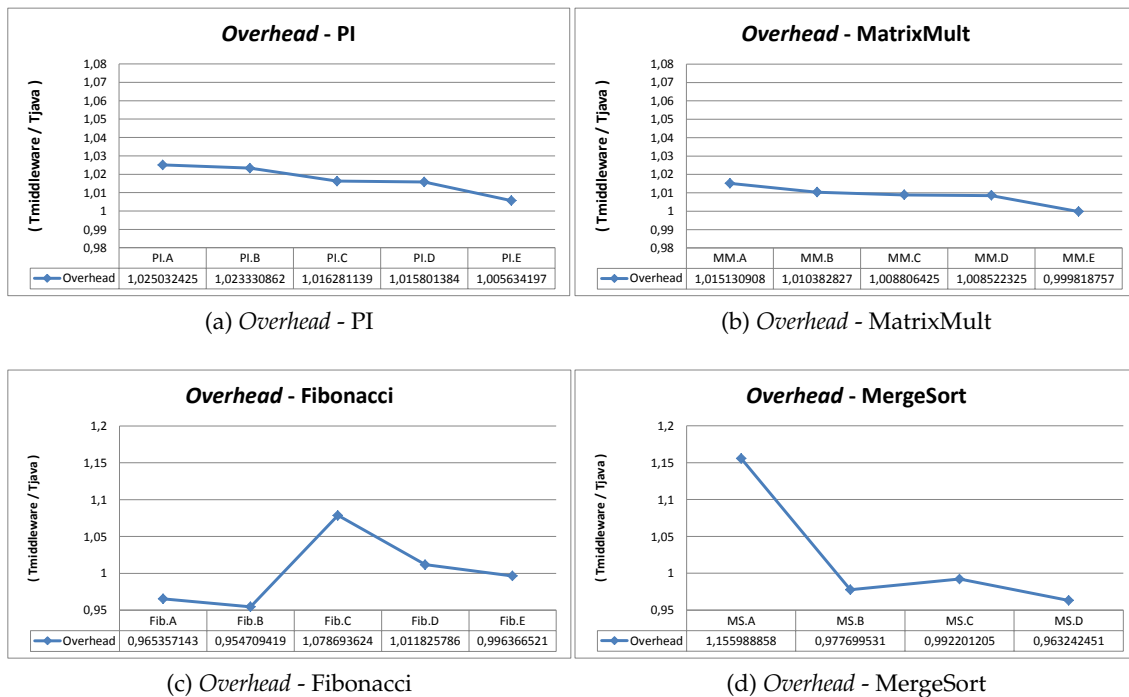 Overhead - PI
( Tmiddleware / Tjava )
1,08
1,07
1,06
1,05
1,04
1,03
1,02
1,01
1
0,99
0,98
PI.A PI.B PI.C PI.D PI.E
Overhead 1,025032425 1,023330862 1,016281139 1,015801384 1,005634197
(a) Overhead - PI
Overhead - MatrixMult
( Tmiddleware / Tjava )
1,08
1,07
1,06
1,05
1,04
1,03
1,02
1,01
1
0,99
0,98
MM.A MM.B MM.C MM.D MM.E
Overhead 1,015130908 1,010382827 1,008806425 1,008522325 0,999818757
(b) Overhead - MatrixMult
Overhead - Fibonacci
( Tmiddleware / Tjava )
1,2
1,15
1,1
1,05
1
0,95
Fib.A Fib.B Fib.C Fib.D Fib.E
Overhead 0,965357143 0,954709419 1,078693624 1,011825786 0,996366521
(c) Overhead - Fibonacci
Overhead - MergeSort
( Tmiddleware / Tjava )
1,2
1,15
1,1
1,05
1
0,95
MS.A MS.B MS.C MS.D
Overhead 1,155988858 0,977699531 0,992201205 0,963242451
(d) Overhead - MergeSort